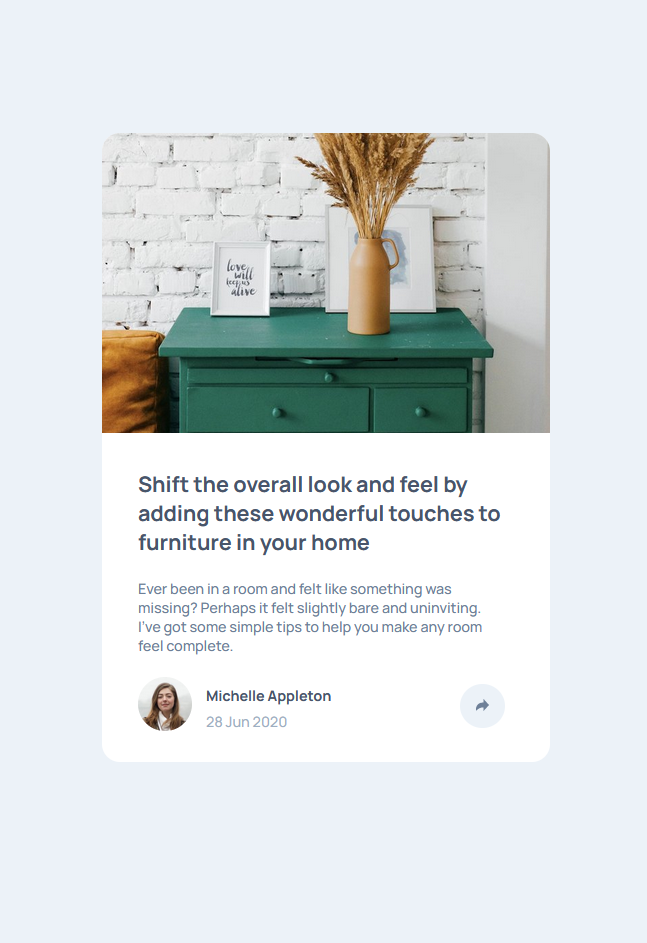 love
will
keep us
alive
Shift the overall look and feel by
adding these wonderful touches to
furniture in your home
Ever been in a room and felt like something was
missing? Perhaps it felt slightly bare and uninviting.
I've got some simple tips to help you make any room
feel complete.
Michelle Appleton
28 Jun 2020